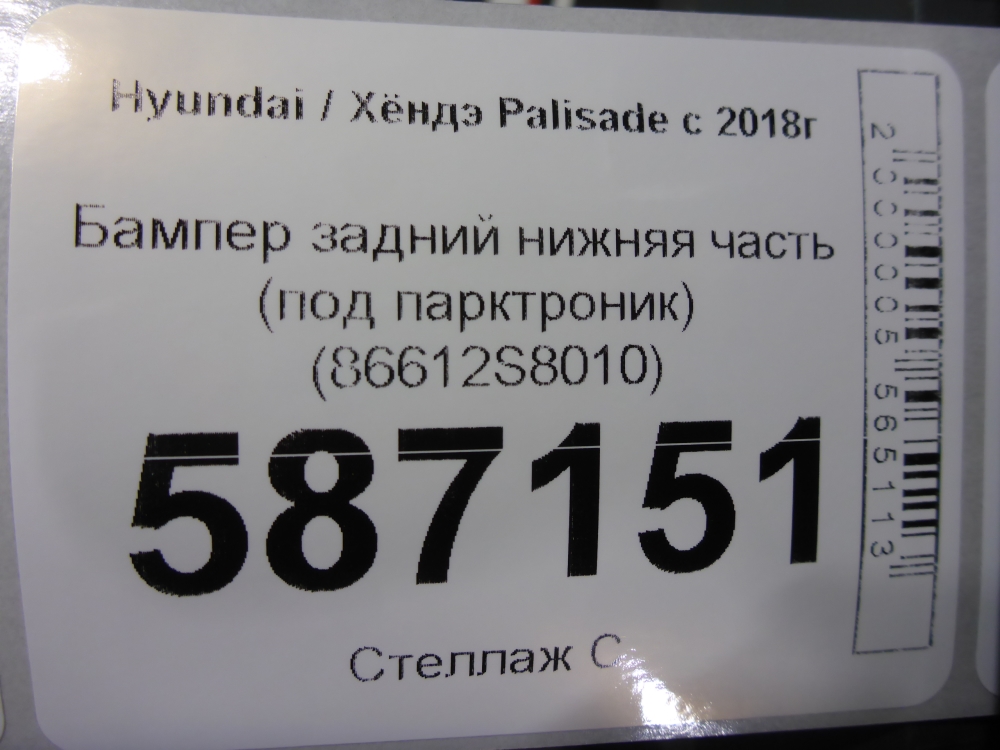 Hyundai / Хёндэ Palisade с 2018г
Бампер задний нижняя часть
(под парктроник)
(86612S8010)
587151
Стеллаж С
2000005565113